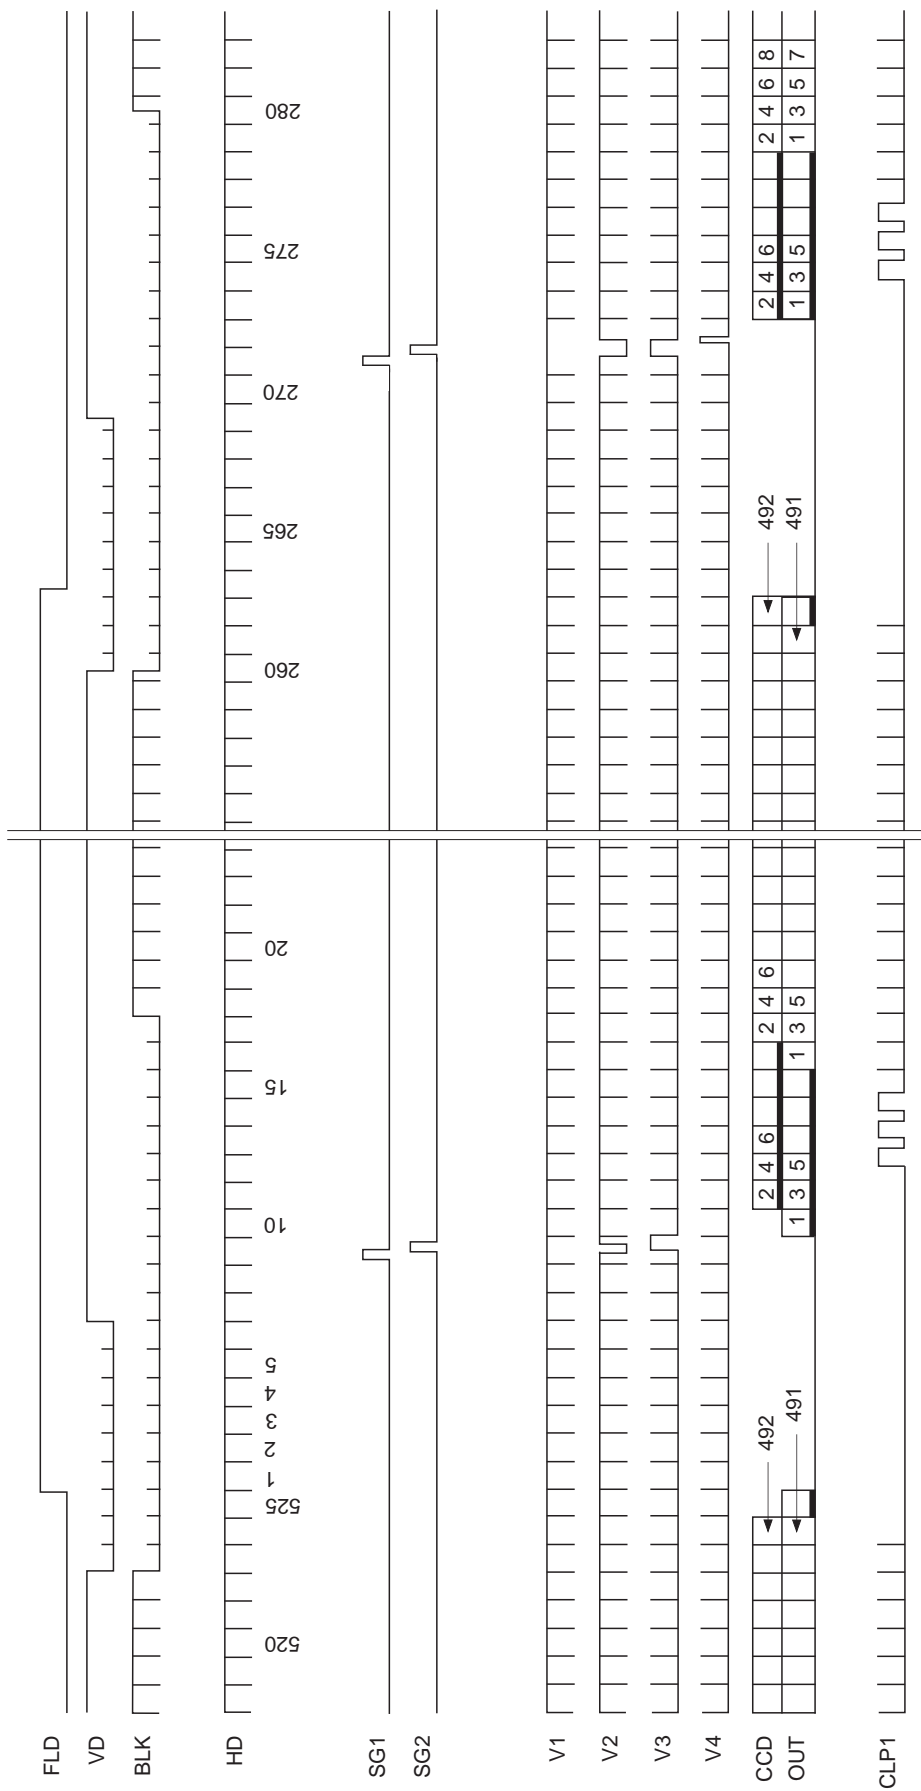 FLD
VD
BLK
HD
520 525 1 2 3 4 5 10 15 20 260 265 270 275 280
SG1
SG2
V1
V2
V3
V4
CCD 492 2 4 6 2 4 6 492 2 4 6 2 4 6 8
OUT 491 1 3 5 1 3 5 491 1 3 5 1 3 5 7
CLP1